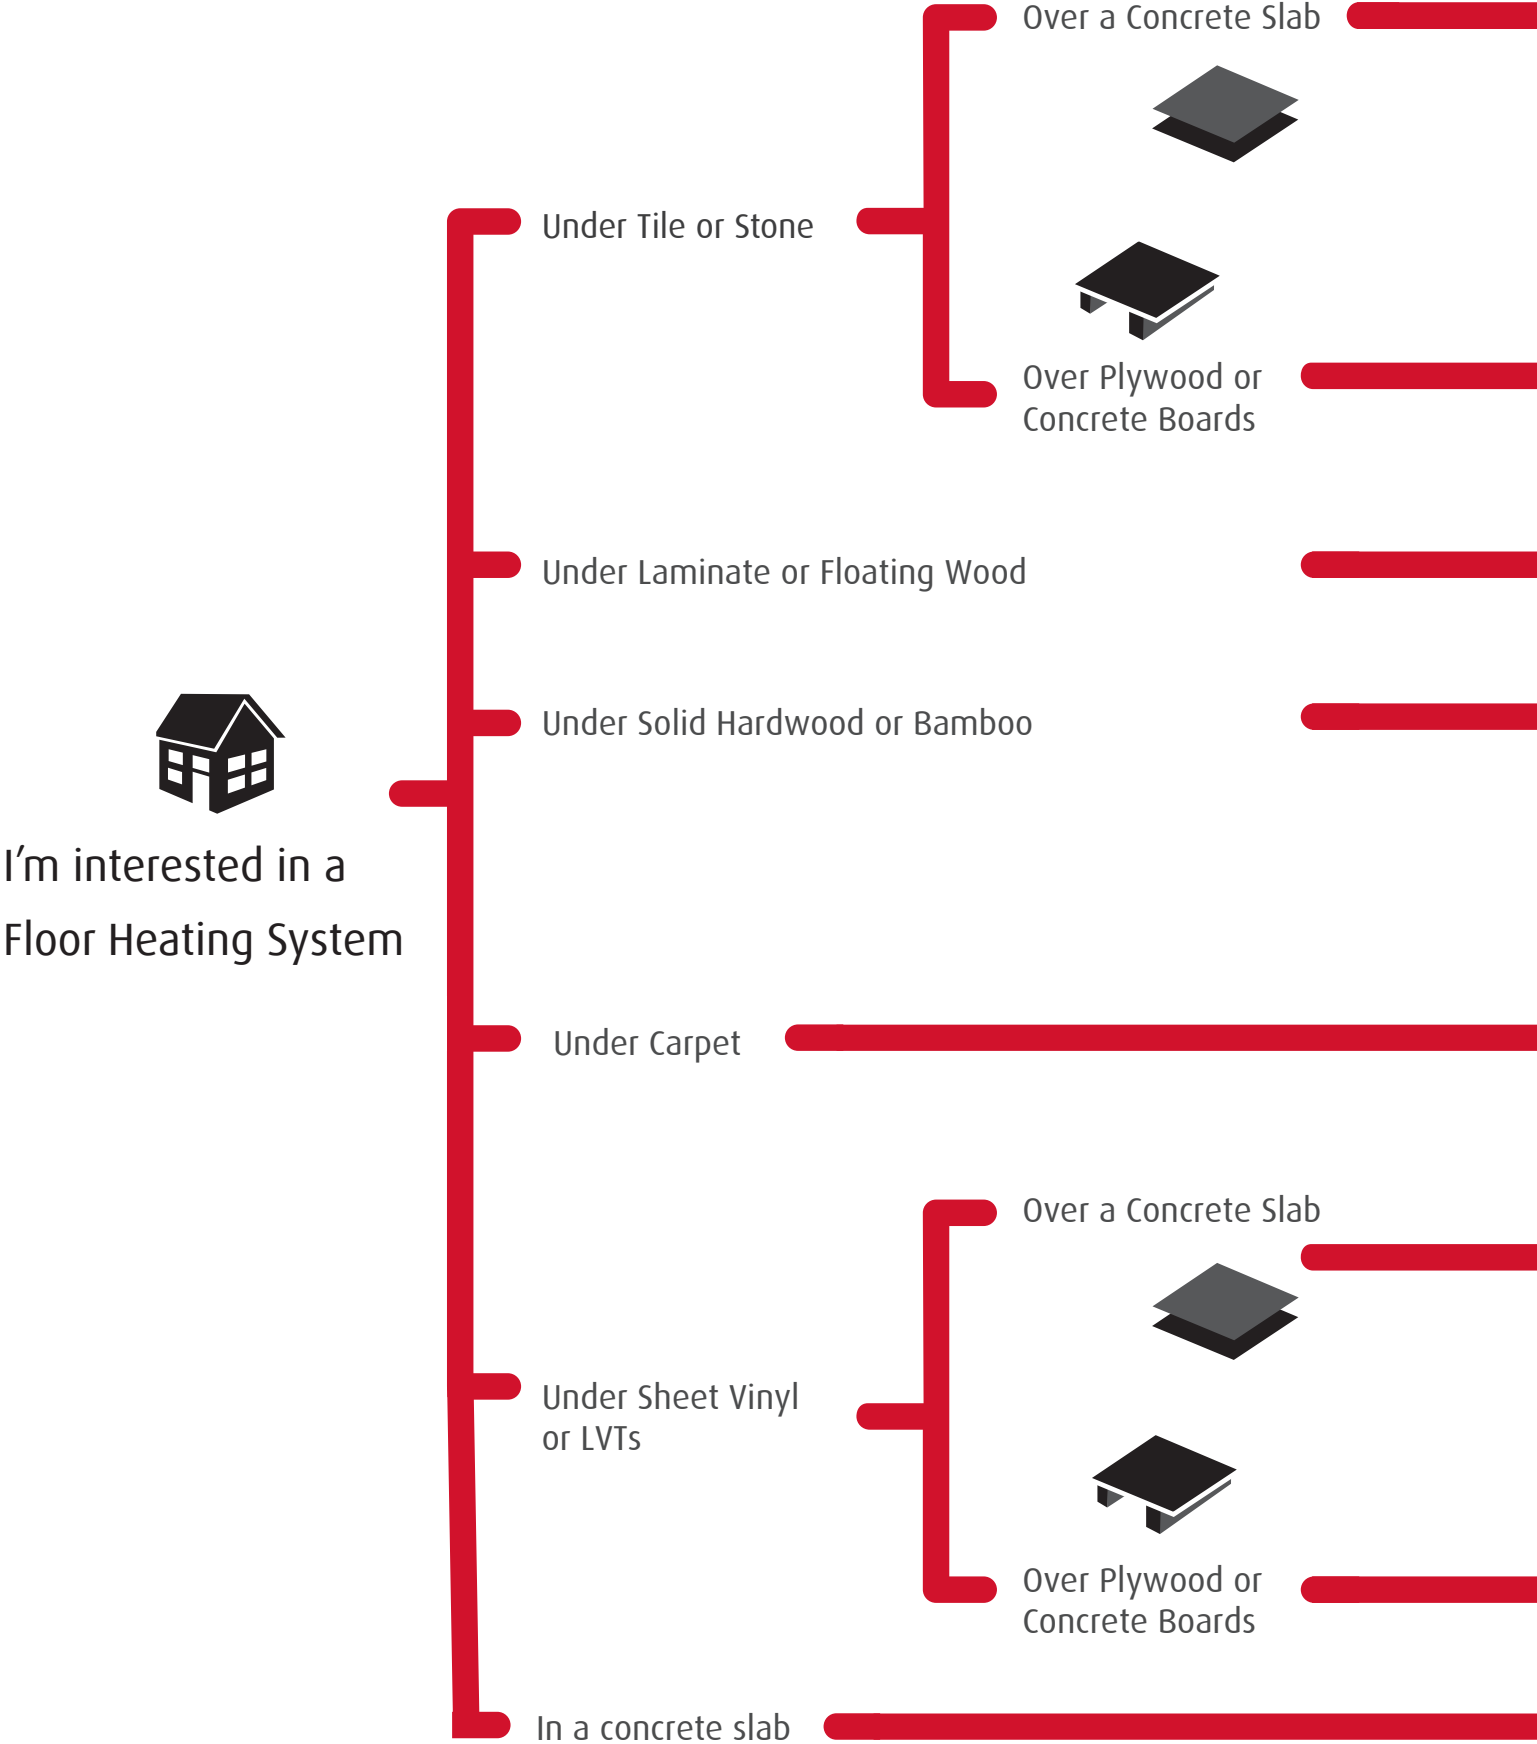 Over a Concrete Slab
Under Tile or Stone
Over Plywood or
Concrete Boards
Under Laminate or Floating Wood
Under Solid Hardwood or Bamboo
I’m interested in a
Floor Heating System
Under Carpet
Over a Concrete Slab
Under Sheet Vinyl
or LVTs
Over Plywood or
Concrete Boards
In a concrete slab